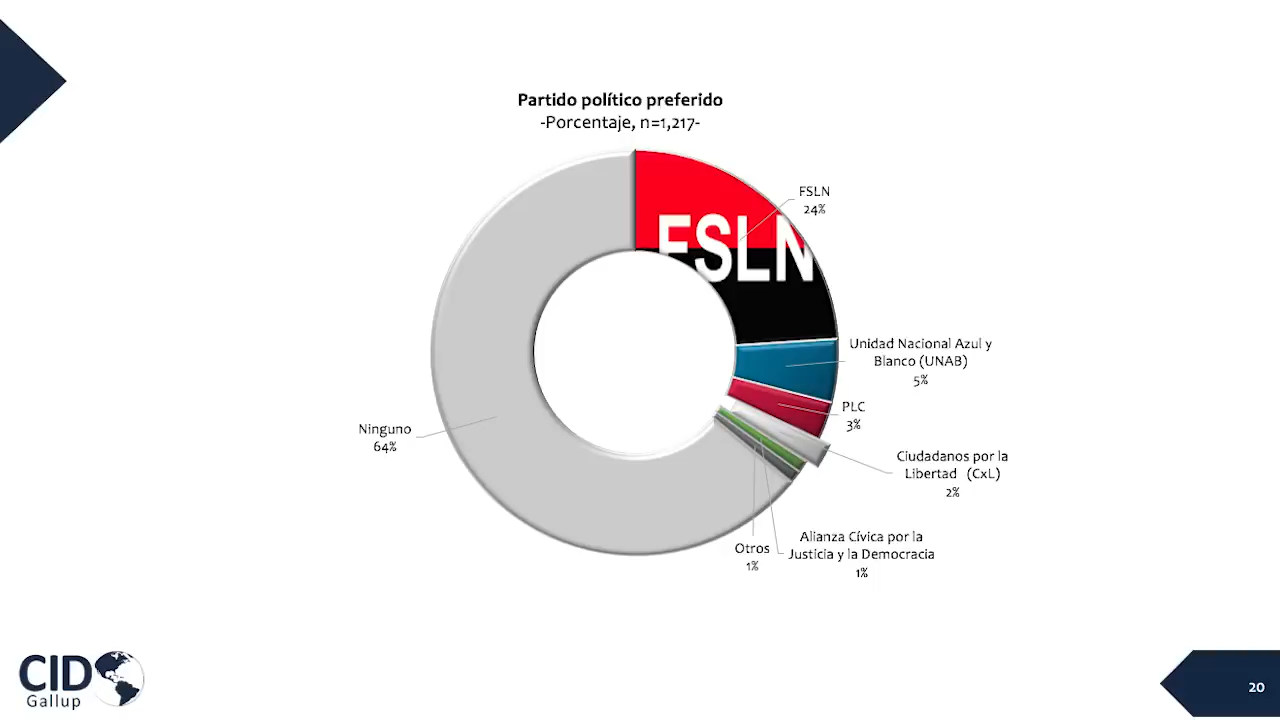 Partido político preferido
-Porcentaje, n=1,217-
FSLN
24%
FSLN
Unidad Nacional Azul y
Blanco (UNAB)
5%
PLC
3%
Ninguno
64%
Ciudadanos por la
Libertad (CxL)
2%
Alianza Cívica por la
Justicia y la Democracia
1%
Otros
1%
CID
Gallup
20